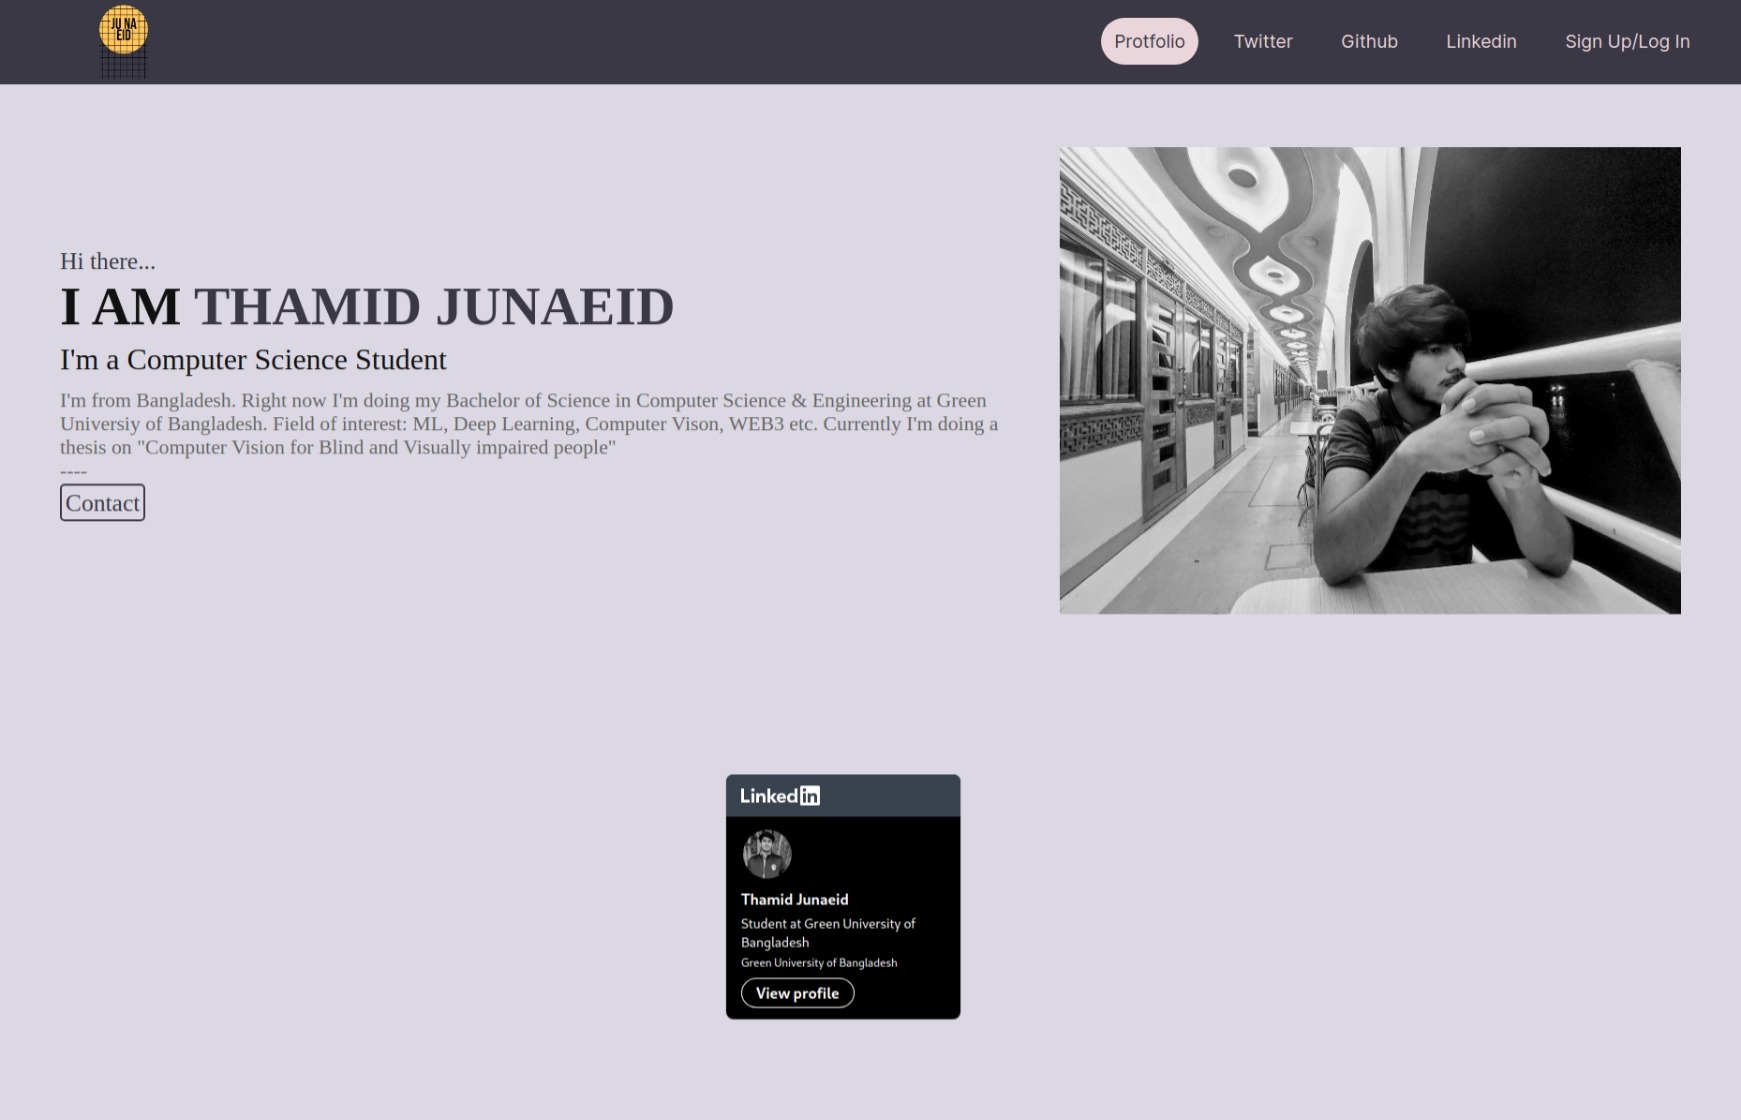 JU NA
EID
Protfolio
Twitter
Github
Linkedin
Sign Up/Log In
Hi there...
I AM THAMID JUNAEID
I'm a Computer Science Student
I'm from Bangladesh. Right now I'm doing my Bachelor of Science in Computer Science & Engineering at Green
Universiy of Bangladesh. Field of interest: ML, Deep Learning, Computer Vison, WEB3 etc. Currently I'm doing a
thesis on "Computer Vision for Blind and Visually impaired people"
----
Contact
Linkedin
Thamid Junaeid
Student at Green University of
Bangladesh
Green University of Bangladesh
View profile